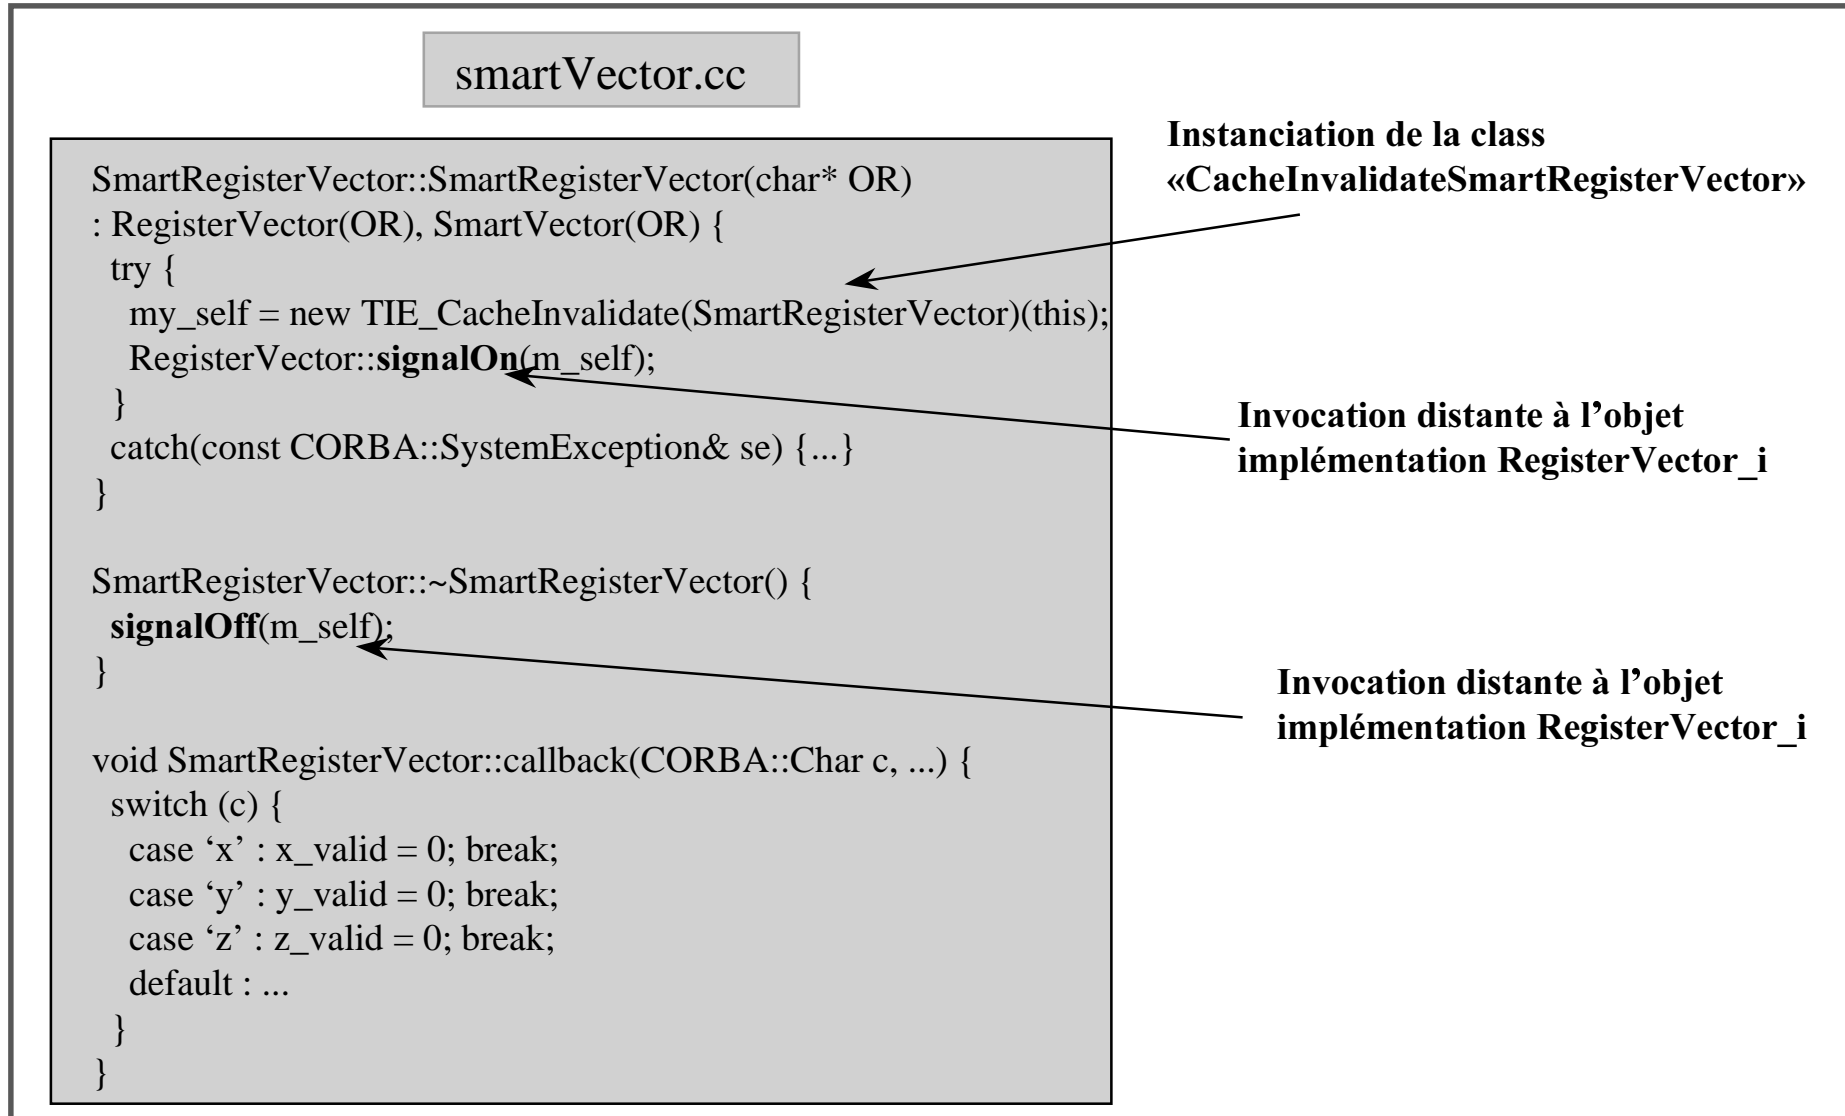 smartVector.cc
SmartRegisterVector::SmartRegisterVector(char* OR)
: RegisterVector(OR), SmartVector(OR) {
try {
my_self = new TIE_CacheInvalidate(SmartRegisterVector)(this);
RegisterVector::signalOn(m_self);
}
catch(const CORBA::SystemException& se) {...}
}
SmartRegisterVector::~SmartRegisterVector() {
signalOff(m_self);
}
void SmartRegisterVector::callback(CORBA::Char c, ...) {
switch (c) {
case ‘x’ : x_valid = 0; break;
case ‘y’ : y_valid = 0; break;
case ‘z’ : z_valid = 0; break;
default : ...
}
}
Instanciation de la class
«CacheInvalidateSmartRegisterVector»
Invocation distante à l’objet
implémentation RegisterVector_i
Invocation distante à l’objet
implémentation RegisterVector_i